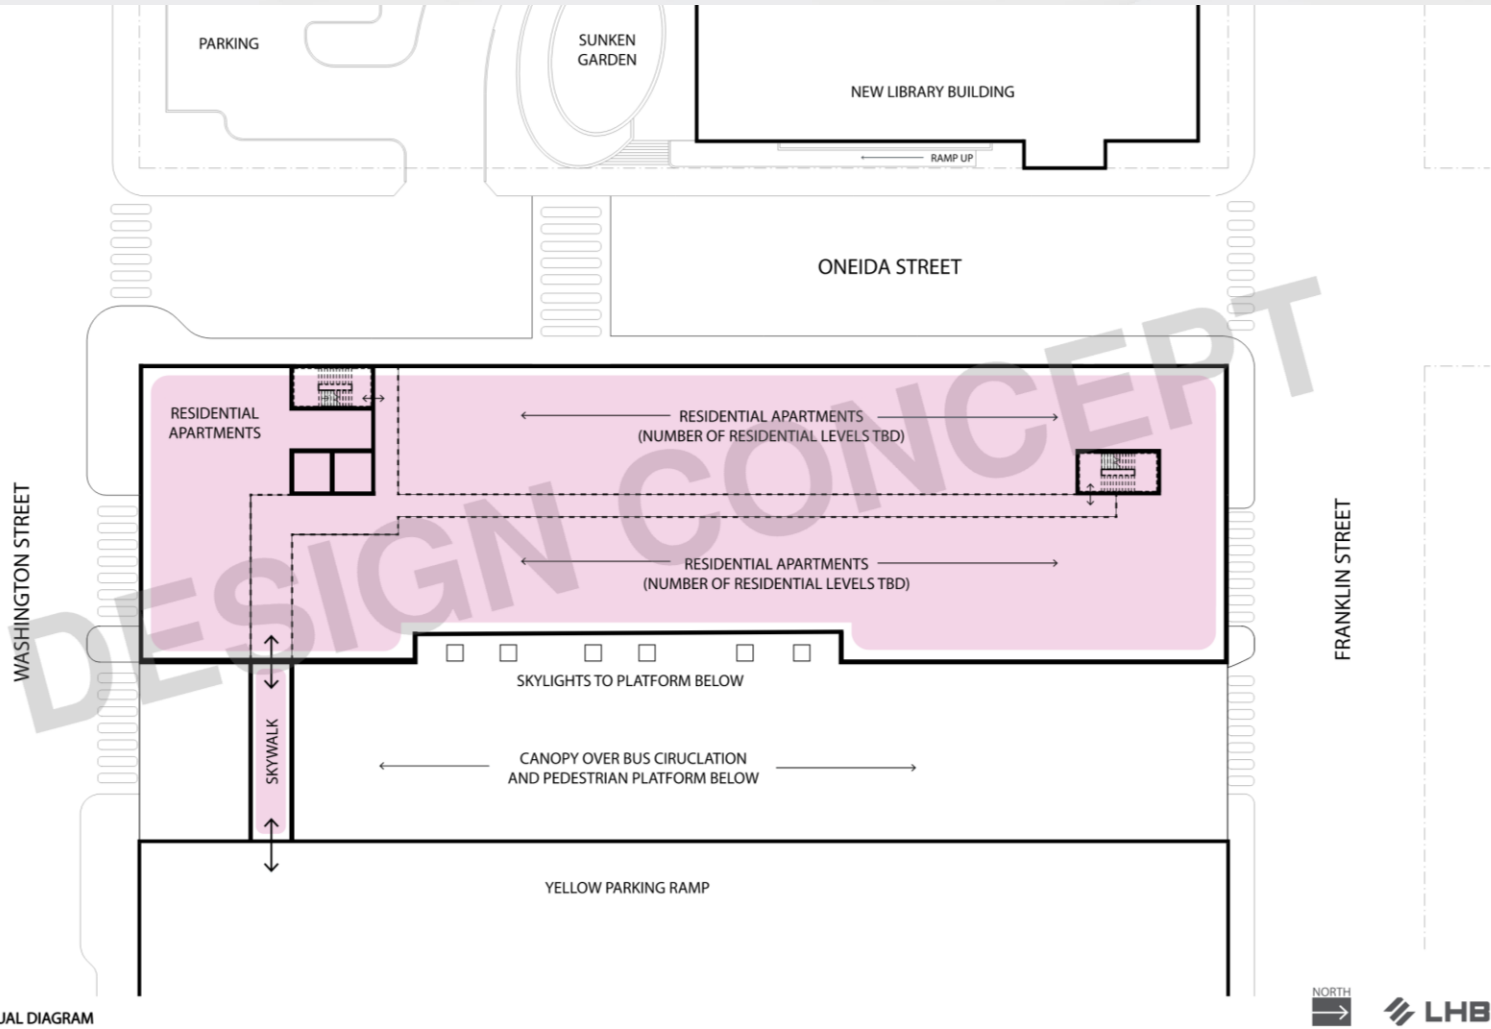 PARKING
SUNKEN
GARDEN
NEW LIBRARY BUILDING
RAMP UP
ONEIDA STREET
RESIDENTIAL
APARTMENTS
RESIDENTIAL APARTMENTS
(NUMBER OF RESIDENTIAL LEVELS TBD)
RESIDENTIAL APARTMENTS
(NUMBER OF RESIDENTIAL LEVELS TBD)
DESIGN CONCEPT
WASHINGTON STREET
FRANKLIN STREET
SKYLIGHTS TO PLATFORM BELOW
SKYWALK
CANOPY OVER BUS CIRUCLATION
AND PEDESTRIAN PLATFORM BELOW
YELLOW PARKING RAMP
UAL DIAGRAM
NORTH
LHB